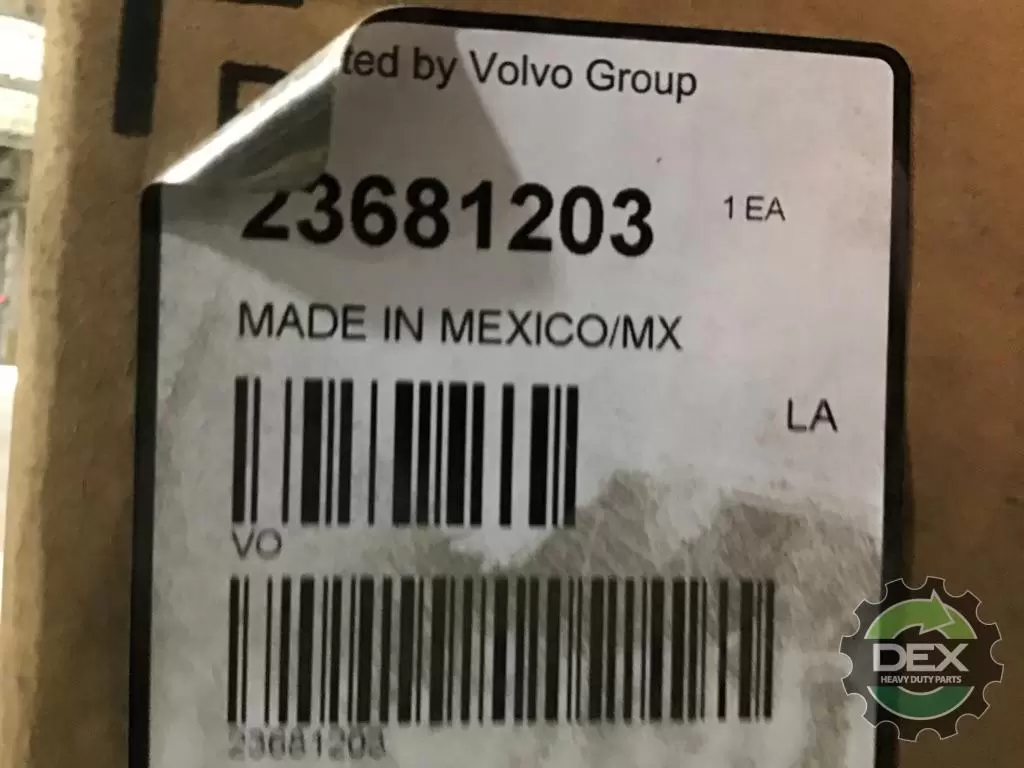 ted by Volvo Group
23681203
1 EA
MADE IN MEXICO/MX
LA
VO
23681203
DEX
HEAVY DUTY PARTS